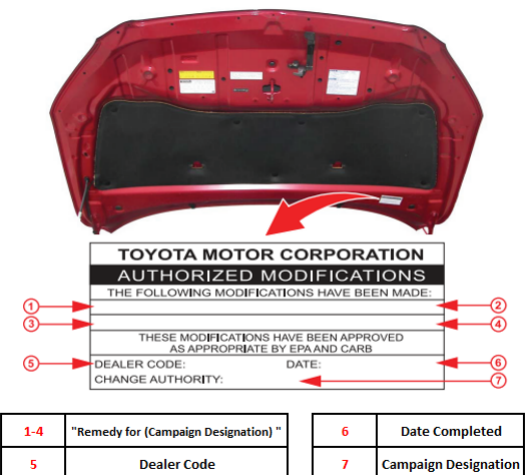 TOYOTA MOTOR CORPORATION
AUTHORIZED MODIFICATIONS
THE FOLLOWING MODIFICATIONS HAVE BEEN MADE:
1 2
3 4
THESE MODIFICATIONS HAVE BEEN APPROVED
AS APPROPRIATE BY EPA AND CARB
5 DEALER CODE: DATE: 6
CHANGE AUTHORITY: 7
1-4 "Remedy for (Campaign Designation) " 6 Date Completed
5 Dealer Code 7 Campaign Designation